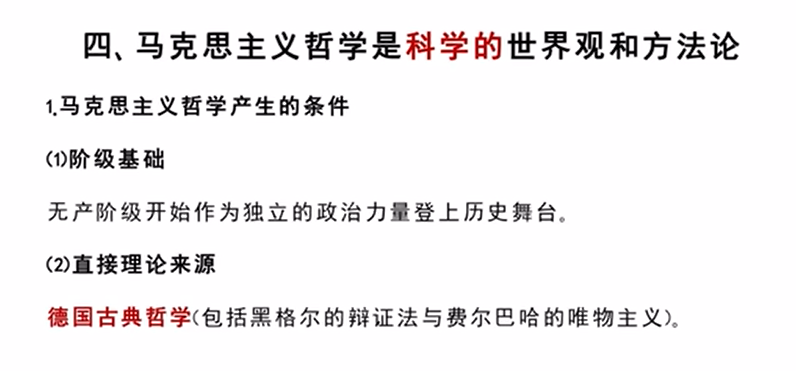 四、马克思主义哲学是科学的世界观和方法论
1.马克思主义哲学产生的条件
(1)阶级基础
无产阶级开始作为独立的政治力量登上历史舞台。
(2)直接理论来源
德国古典哲学(包括黑格尔的辩证法与费尔巴哈的唯物主义)。